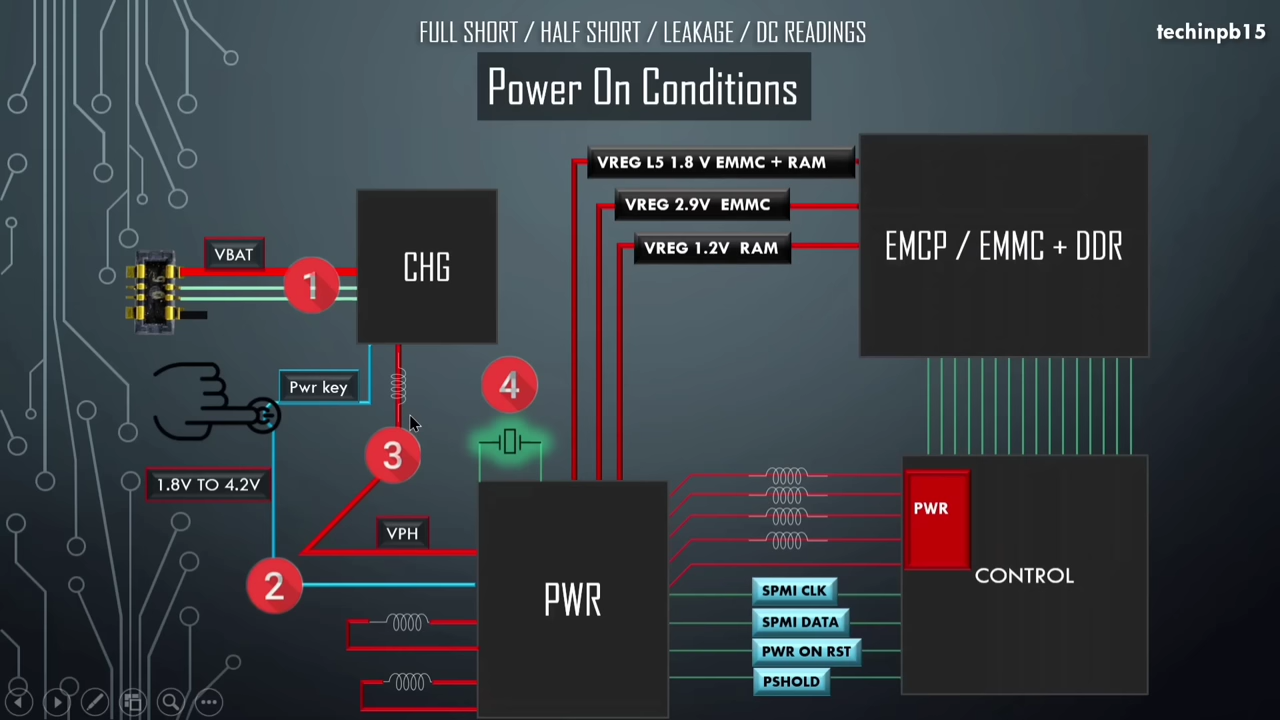 FULL SHORT / HALF SHORT / LEAKAGE / DC READINGS
techinpb15
Power On Conditions
VREG L5 1.8 V EMMC + RAM
VREG 2.9V EMMC
VREG 1.2V RAM
EMCP / EMMC + DDR
VBAT
1
CHG
Pwr key
4
3
1.8V TO 4.2V
VPH
2
PWR
PWR
CONTROL
SPMI CLK
SPMI DATA
PWR ON RST
PSHOLD